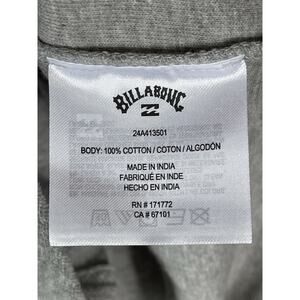 BILLABONG
24A413501
BODY: 100% COTTON / COTON / ALGODÓN
MADE IN INDIA
FABRIQUÉ EN INDE
HECHO EN INDIA
RN # 171772
CA # 67101